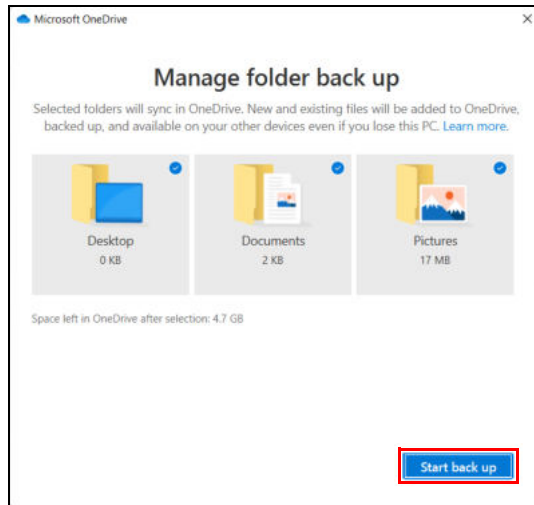 Microsoft OneDrive
Manage folder back up
Selected folders will sync in OneDrive. New and existing files will be added to OneDrive,
backed up, and available on your other devices even if you lose this PC. Learn more.
Desktop
0 KB
Documents
2 KB
Pictures
17 MB
Space left in OneDrive after selection: 4.7 GB
Start back up